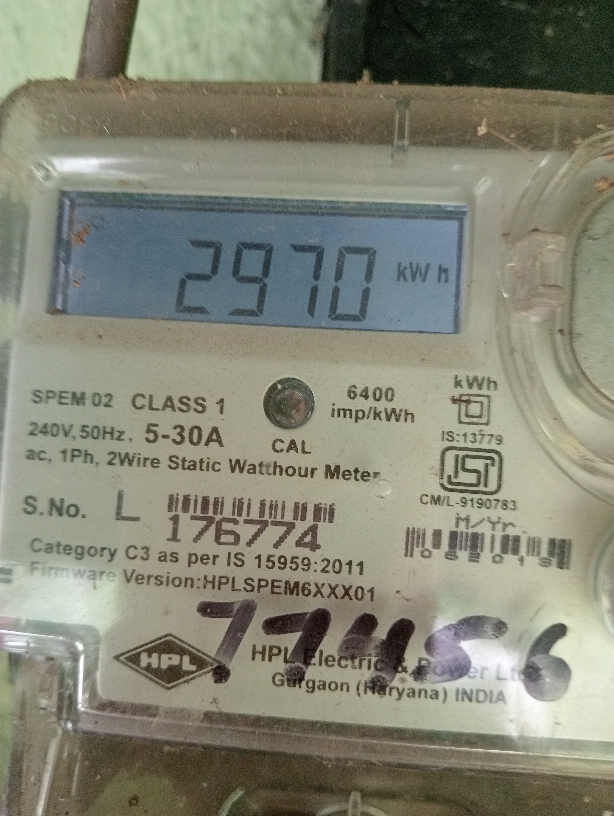 2970 kWh
SPEM 02 CLASS 1
6400
imp/kWh
kWh
240V, 50Hz, 5-30A
CAL
IS:13779
ac, 1Ph, 2Wire Static Watthour Meter
ISI
CM/L-9190783
S.No. L
176774
M/Yr.
Category C3 as per IS 15959:2011
Firmware Version:HPLSPEM6XXX01
77456
HPL
HPL Electric & Power Lt
Gurgaon (Haryana) INDIA